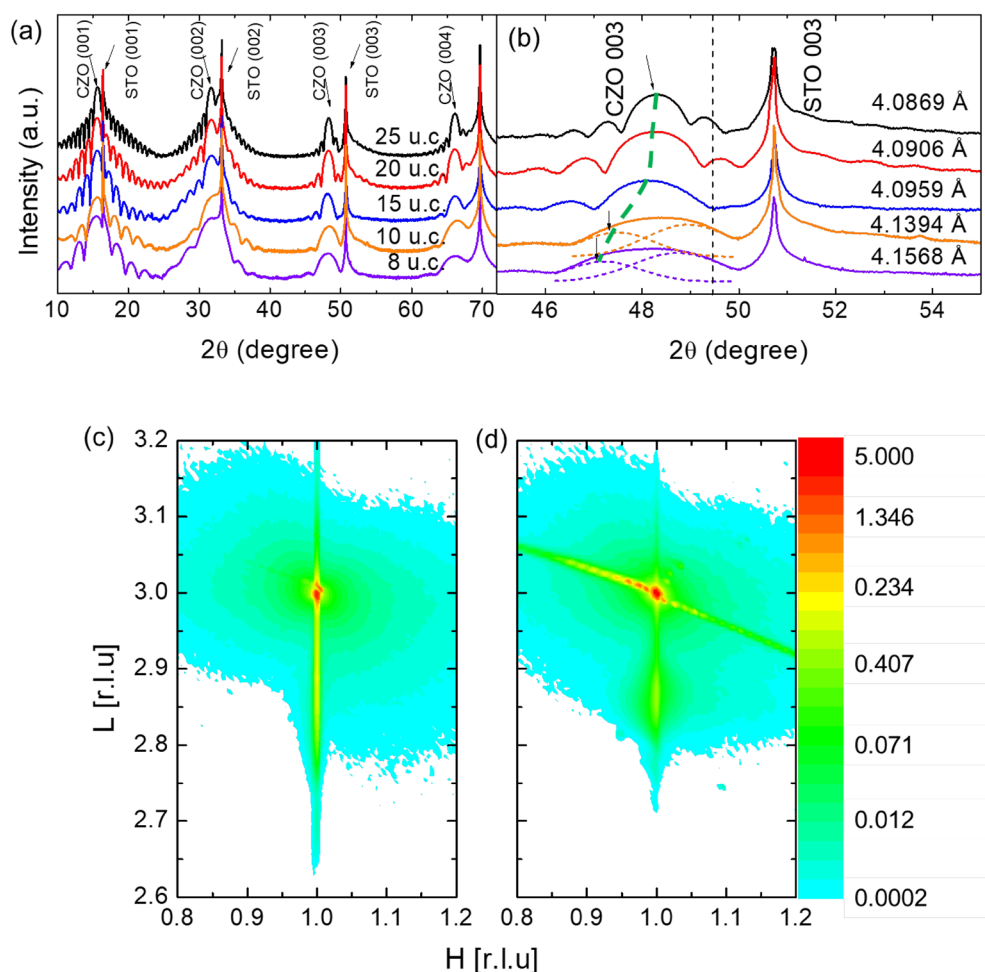 (a)
CZO (001)
STO (001)
CZO (002)
STO (002)
CZO (003)
STO (003)
CZO (004)
25 u.c.
20 u.c.
15 u.c.
10 u.c.
8 u.c.
Intensity (a.u.)
10 20 30 40 50 60 70
2θ (degree)
(b)
CZO 003
STO 003
4.0869 Å
4.0906 Å
4.0959 Å
4.1394 Å
4.1568 Å
46 48 50 52 54
2θ (degree)
(c)
3.2
3.1
3.0
2.9
2.8
2.7
2.6
L [r.l.u]
0.8 0.9 1.0 1.1 1.2
(d)
0.8 0.9 1.0 1.1 1.2
H [r.l.u]
5.000
1.346
0.234
0.407
0.071
0.012
0.0002